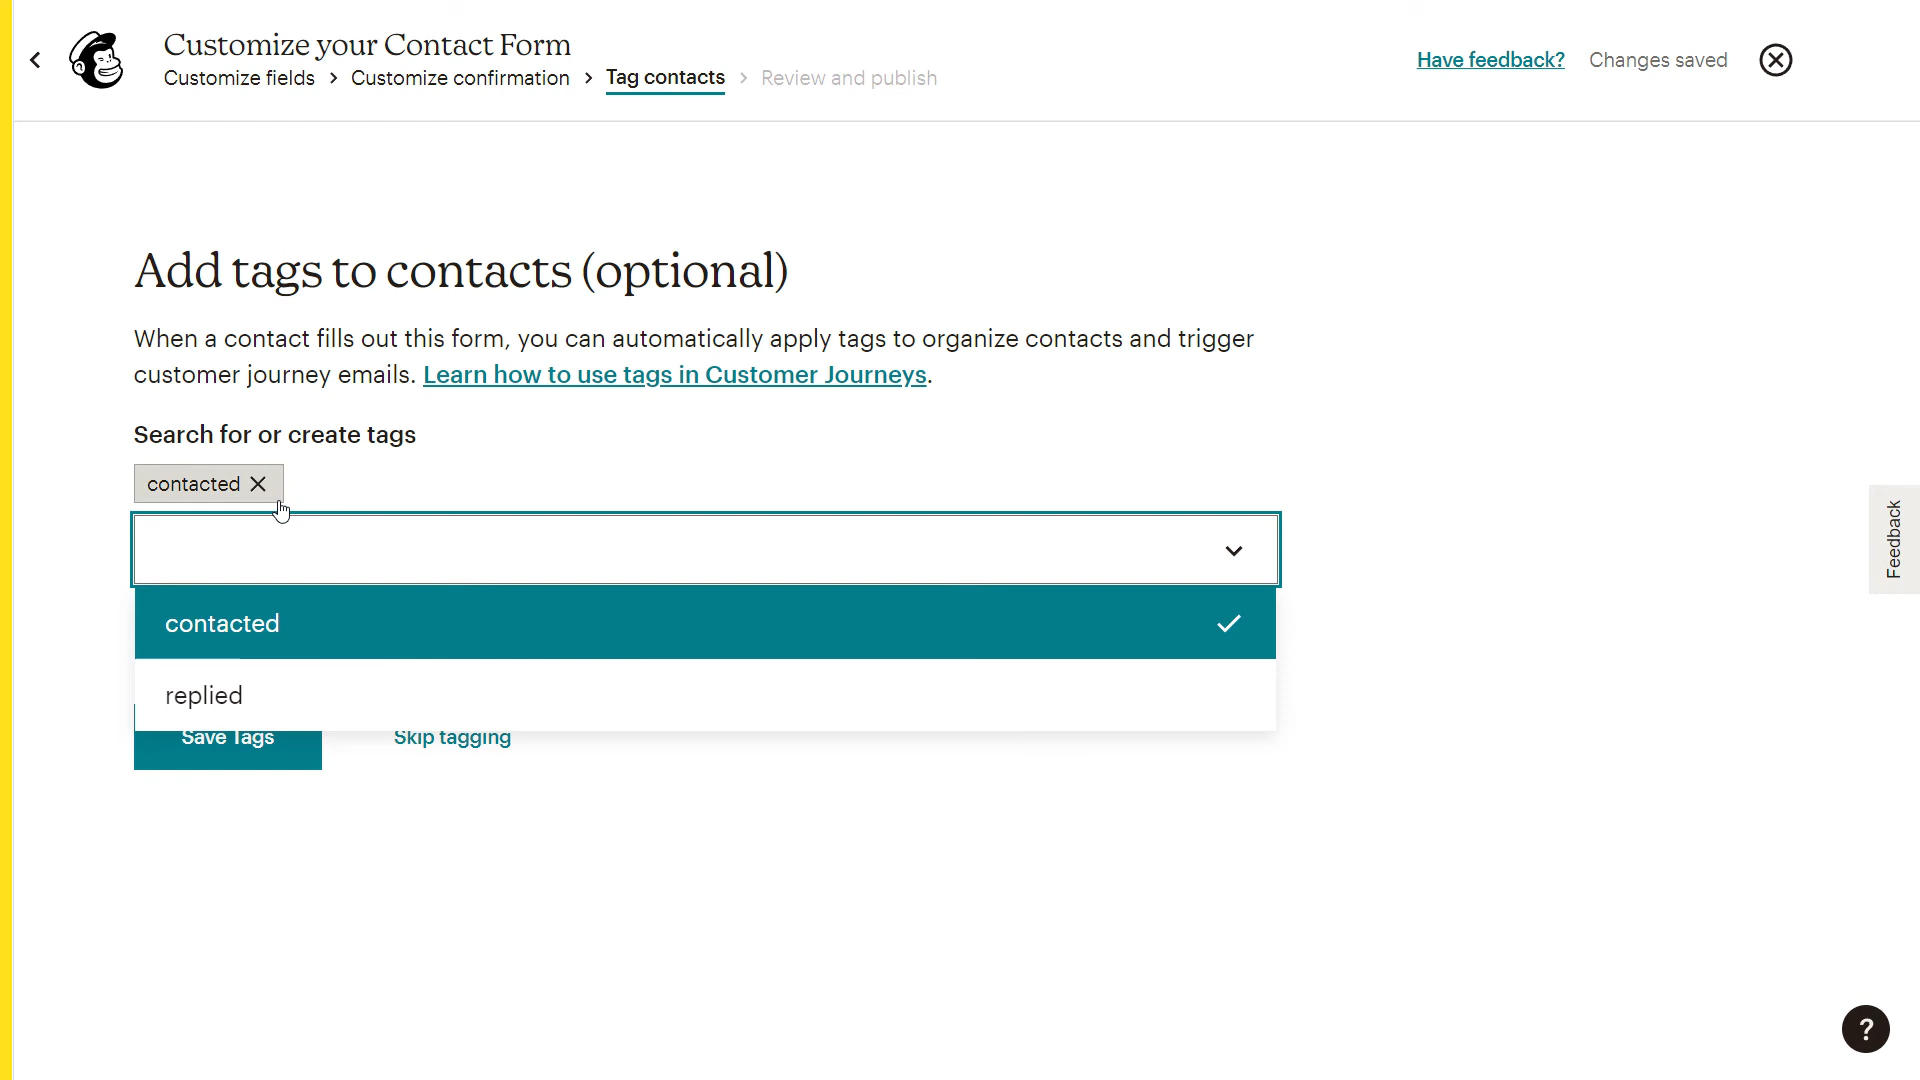 Customize your Contact Form
Customize fields > Customize confirmation > Tag contacts > Review and publish
Have feedback?
Changes saved
Add tags to contacts (optional)
When a contact fills out this form, you can automatically apply tags to organize contacts and trigger
customer journey emails. Learn how to use tags in Customer Journeys.
Search for or create tags
contacted
contacted
replied
Save Tags
Skip tagging
Feedback
?